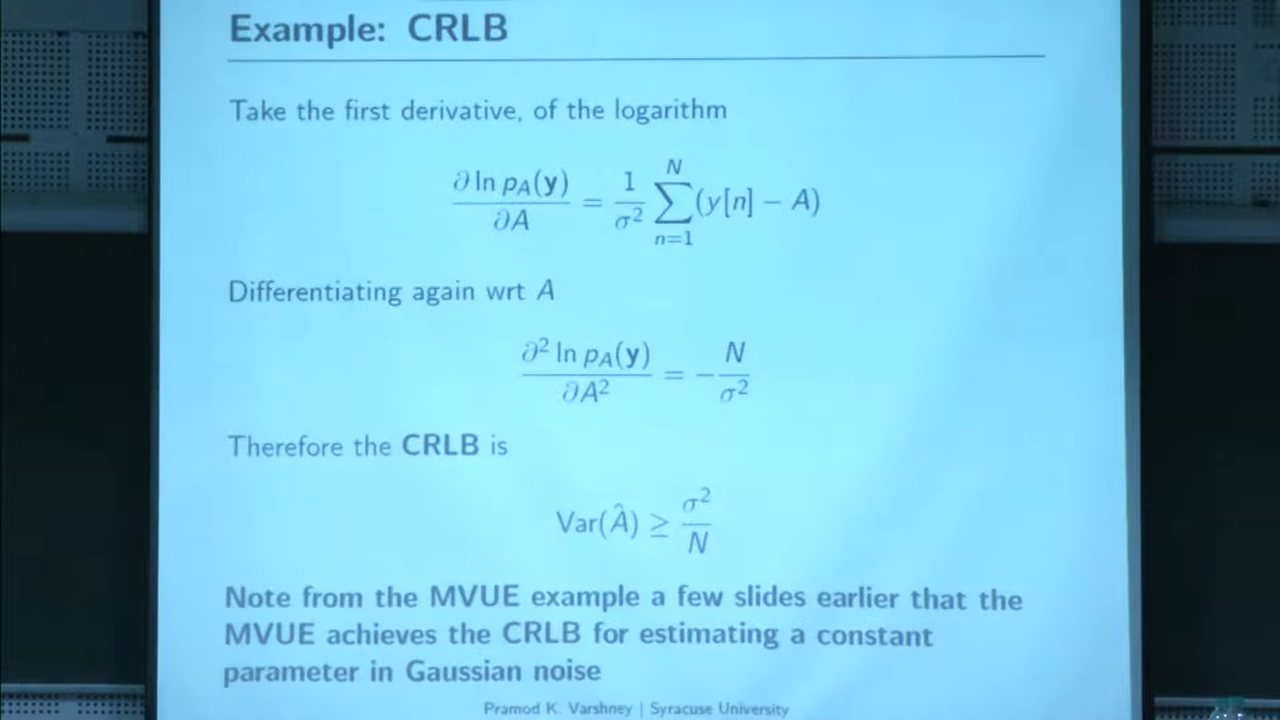 Example: CRLB
Take the first derivative, of the logarithm
∂ ln p_A(y) / ∂A = 1/σ² ∑_{n=1}^{N} (y[n] − A)
Differentiating again wrt A
∂² ln p_A(y) / ∂A² = − N/σ²
Therefore the CRLB is
Var(Â) ≥ σ²/N
Note from the MVUE example a few slides earlier that the
MVUE achieves the CRLB for estimating a constant
parameter in Gaussian noise
Pramod K. Varshney | Syracuse University